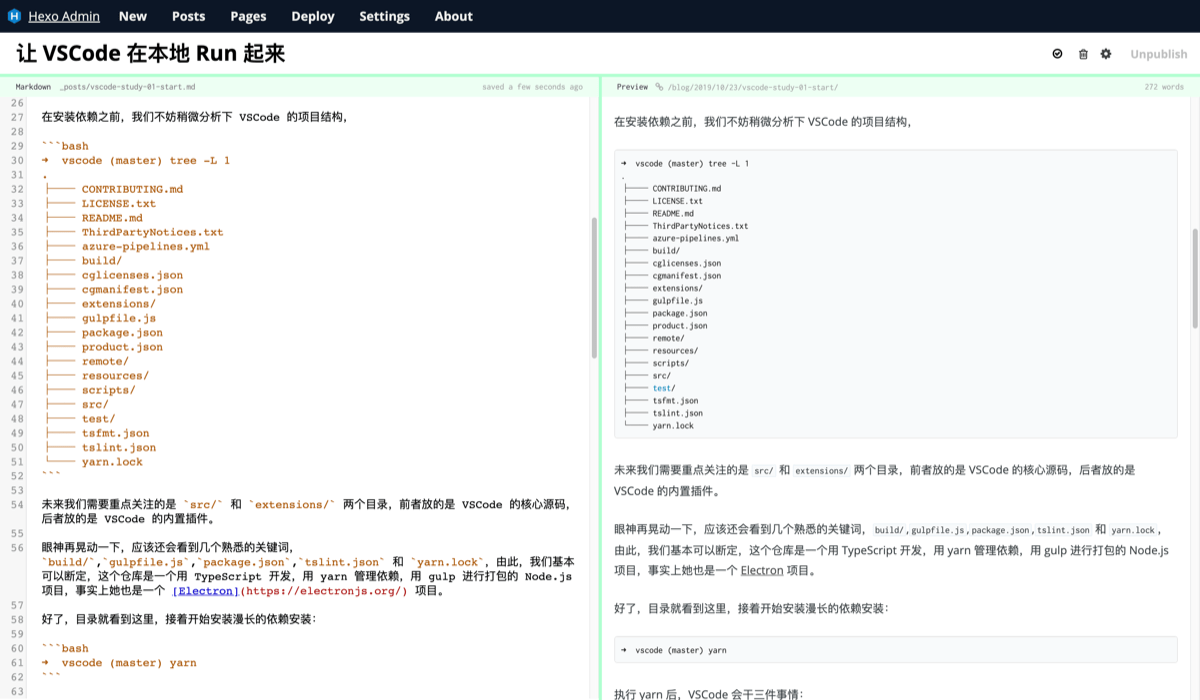 Hexo Admin New Posts Pages Deploy Settings About
让 VSCode 在本地 Run 起来
Unpublish
Markdown _posts/vscode-study-01-start.md saved a few seconds ago
26
27 在安装依赖之前，我们不妨稍微分析下 VSCode 的项目结构，
28
29 ```bash
30 ➜ vscode (master) tree -L 1
31 .
32 ├── CONTRIBUTING.md
33 ├── LICENSE.txt
34 ├── README.md
35 ├── ThirdPartyNotices.txt
36 ├── azure-pipelines.yml
37 ├── build/
38 ├── cglicenses.json
39 ├── cgmanifest.json
40 ├── extensions/
41 ├── gulpfile.js
42 ├── package.json
43 ├── product.json
44 ├── remote/
45 ├── resources/
46 ├── scripts/
47 ├── src/
48 ├── test/
49 ├── tsfmt.json
50 ├── tslint.json
51 └── yarn.lock
52 ```
53
54 未来我们需要重点关注的是 `src/` 和 `extensions/` 两个目录，前者放的是 VSCode 的核心源码，
后者放的是 VSCode 的内置插件。
55
56 眼神再晃动一下，应该还会看到几个熟悉的关键词，
`build/`,`gulpfile.js`,`package.json`,`tslint.json` 和 `yarn.lock`，由此，我们基本
可以断定，这个仓库是一个用 TypeScript 开发，用 yarn 管理依赖，用 gulp 进行打包的 Node.js
项目，事实上她也是一个 [Electron](https://electronjs.org/) 项目。
57
58 好了，目录就看到这里，接着开始安装漫长的依赖安装：
59
60 ```bash
61 ➜ vscode (master) yarn
62 ```
63
Preview /blog/2019/10/23/vscode-study-01-start/ 272 words
在安装依赖之前，我们不妨稍微分析下 VSCode 的项目结构，
➜ vscode (master) tree -L 1
.
├── CONTRIBUTING.md
├── LICENSE.txt
├── README.md
├── ThirdPartyNotices.txt
├── azure-pipelines.yml
├── build/
├── cglicenses.json
├── cgmanifest.json
├── extensions/
├── gulpfile.js
├── package.json
├── product.json
├── remote/
├── resources/
├── scripts/
├── src/
├── test/
├── tsfmt.json
├── tslint.json
└── yarn.lock
未来我们需要重点关注的是 src/ 和 extensions/ 两个目录，前者放的是 VSCode 的核心源码，后者放的是
VSCode 的内置插件。
眼神再晃动一下，应该还会看到几个熟悉的关键词， build/ , gulpfile.js , package.json , tslint.json 和 yarn.lock ，
由此，我们基本可以断定，这个仓库是一个用 TypeScript 开发，用 yarn 管理依赖，用 gulp 进行打包的 Node.js
项目，事实上她也是一个 Electron 项目。
好了，目录就看到这里，接着开始安装漫长的依赖安装：
➜ vscode (master) yarn
执行 yarn 后，VSCode 会干三件事情：